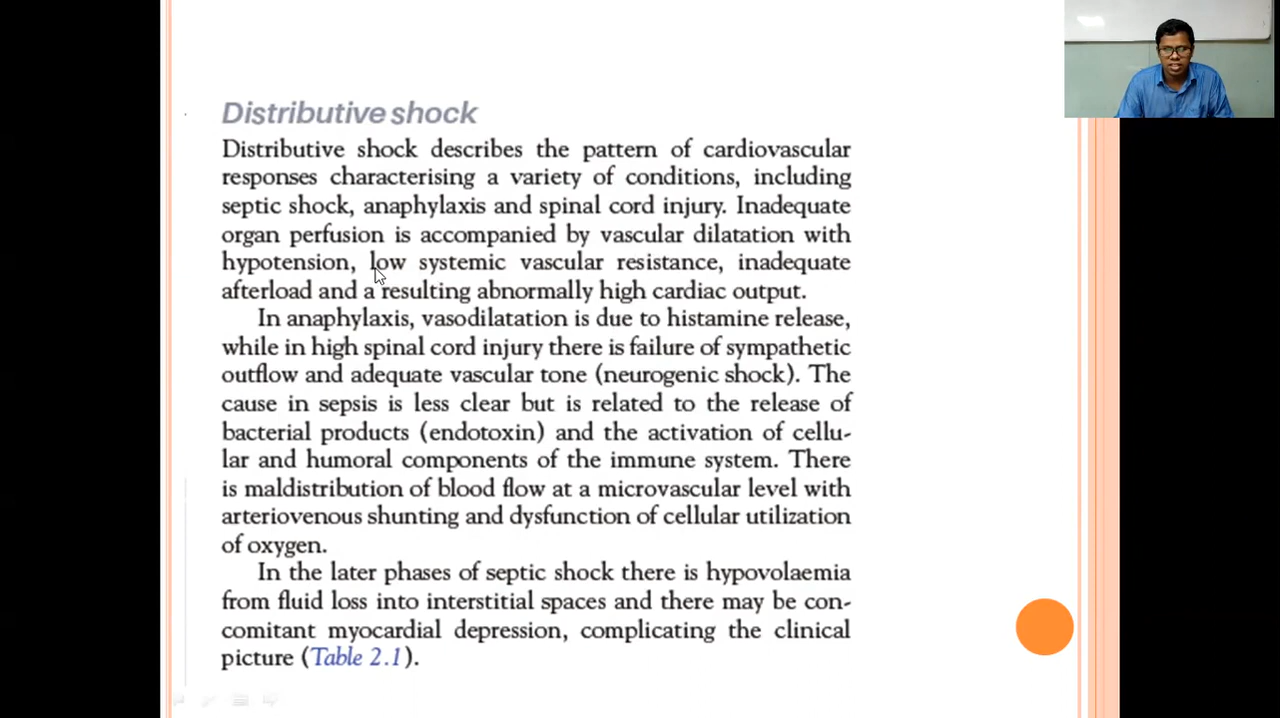 Distributive shock
Distributive shock describes the pattern of cardiovascular
responses characterising a variety of conditions, including
septic shock, anaphylaxis and spinal cord injury. Inadequate
organ perfusion is accompanied by vascular dilatation with
hypotension, low systemic vascular resistance, inadequate
afterload and a resulting abnormally high cardiac output.
In anaphylaxis, vasodilatation is due to histamine release,
while in high spinal cord injury there is failure of sympathetic
outflow and adequate vascular tone (neurogenic shock). The
cause in sepsis is less clear but is related to the release of
bacterial products (endotoxin) and the activation of cellu-
lar and humoral components of the immune system. There
is maldistribution of blood flow at a microvascular level with
arteriovenous shunting and dysfunction of cellular utilization
of oxygen.
In the later phases of septic shock there is hypovolaemia
from fluid loss into interstitial spaces and there may be con-
comitant myocardial depression, complicating the clinical
picture (Table 2.1).